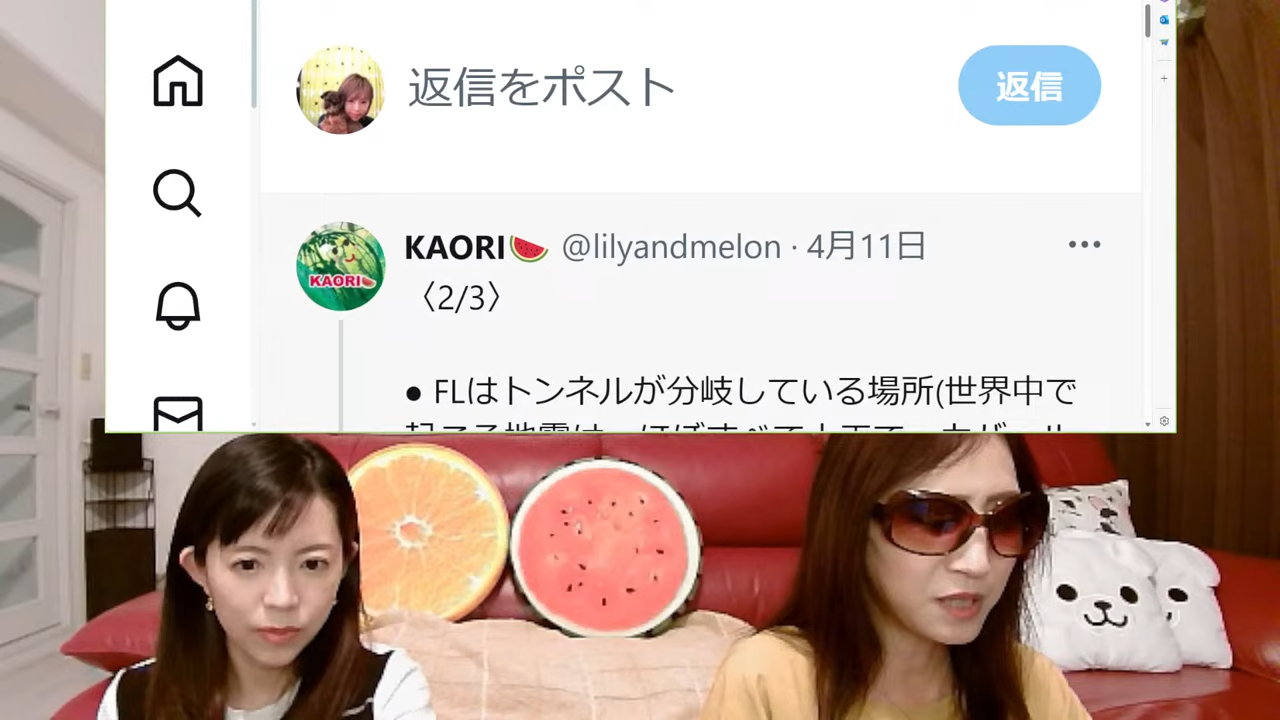 返信をポスト
返信
KAORI🍉 @lilyandmelon · 4月11日
KAORI🍉
〈2/3〉
● FLはトンネルが分岐している場所(世界中で